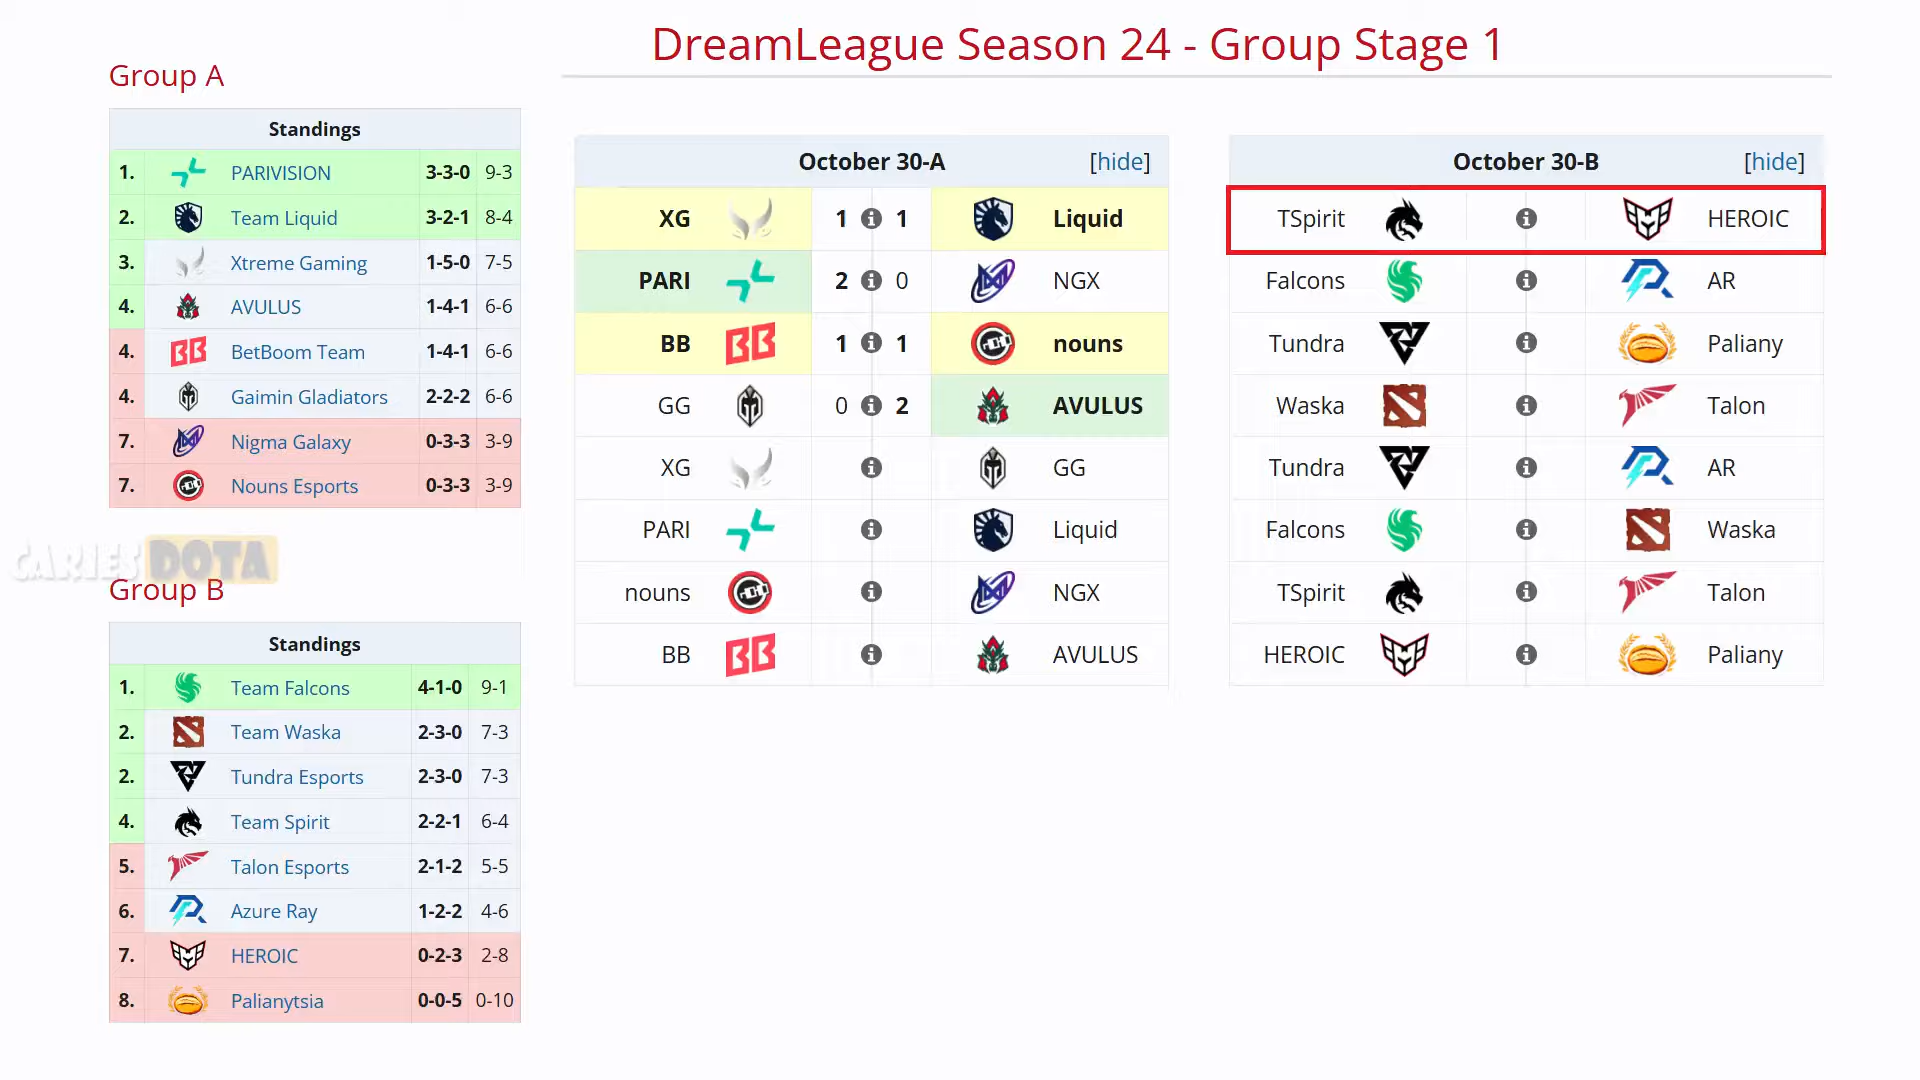 DreamLeague Season 24 - Group Stage 1
Group A
Standings
1. PARIVISION 3-3-0 9-3
2. Team Liquid 3-2-1 8-4
3. Xtreme Gaming 1-5-0 7-5
4. AVULUS 1-4-1 6-6
4. BetBoom Team 1-4-1 6-6
4. Gaimin Gladiators 2-2-2 6-6
7. Nigma Galaxy 0-3-3 3-9
7. Nouns Esports 0-3-3 3-9
CARIES DOTA
Group B
Standings
1. Team Falcons 4-1-0 9-1
2. Team Waska 2-3-0 7-3
2. Tundra Esports 2-3-0 7-3
4. Team Spirit 2-2-1 6-4
5. Talon Esports 2-1-2 5-5
6. Azure Ray 1-2-2 4-6
7. HEROIC 0-2-3 2-8
8. Palianytsia 0-0-5 0-10
October 30-A [hide]
XG 1 1 Liquid
PARI 2 0 NGX
BB 1 1 nouns
GG 0 2 AVULUS
XG GG
PARI Liquid
nouns NGX
BB AVULUS
October 30-B [hide]
TSpirit HEROIC
Falcons AR
Tundra Paliany
Waska Talon
Tundra AR
Falcons Waska
TSpirit Talon
HEROIC Paliany